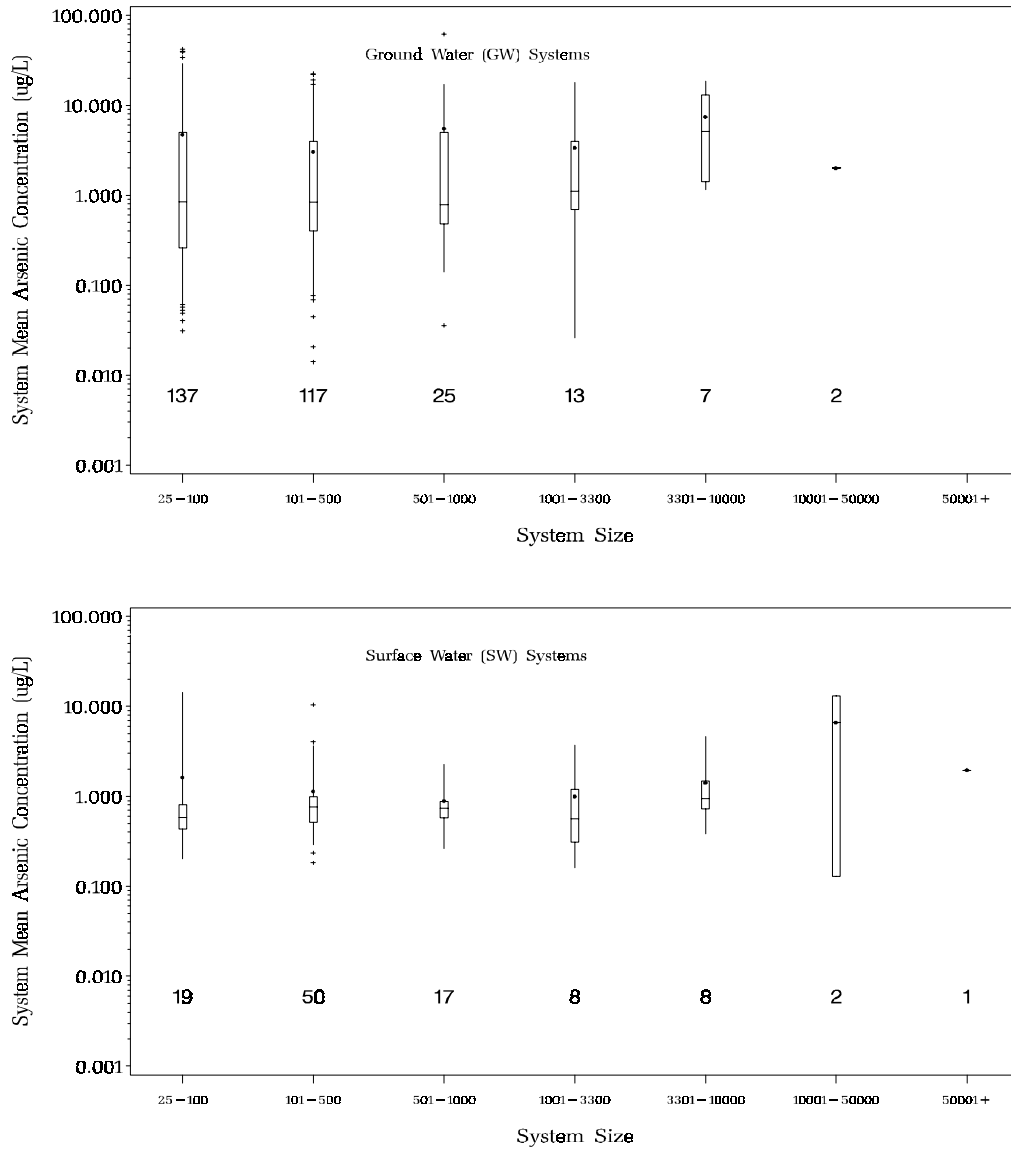 100.000
Ground Water (GW) Systems
10.000
1.000
0.100
0.010
0.001
System Mean Arsenic Concentration (ug/L)
137 117 25 13 7 2
25-100 101-500 501-1000 1001-3300 3301-10000 10001-50000 50001+
System Size
100.000
Surface Water (SW) Systems
10.000
1.000
0.100
0.010
0.001
System Mean Arsenic Concentration (ug/L)
19 50 17 8 8 2 1
25-100 101-500 501-1000 1001-3300 3301-10000 10001-50000 50001+
System Size